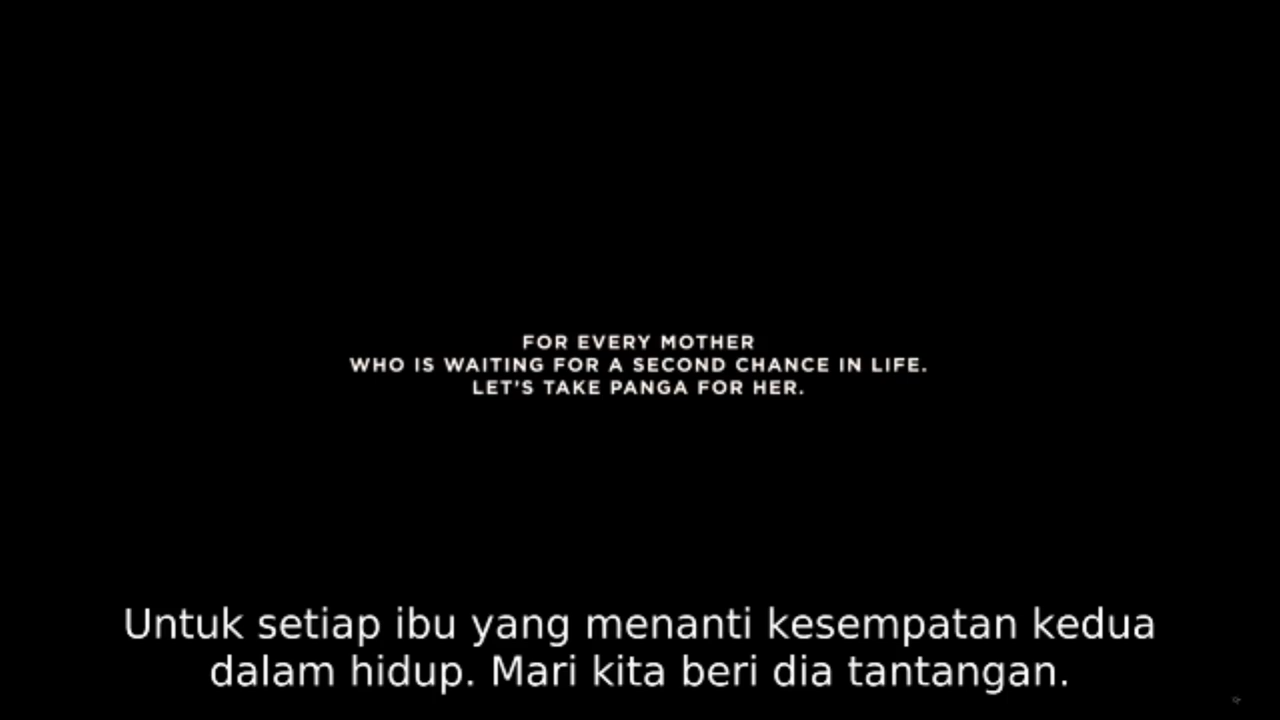 FOR EVERY MOTHER
WHO IS WAITING FOR A SECOND CHANCE IN LIFE.
LET'S TAKE PANGA FOR HER.
Untuk setiap ibu yang menanti kesempatan kedua
dalam hidup. Mari kita beri dia tantangan.